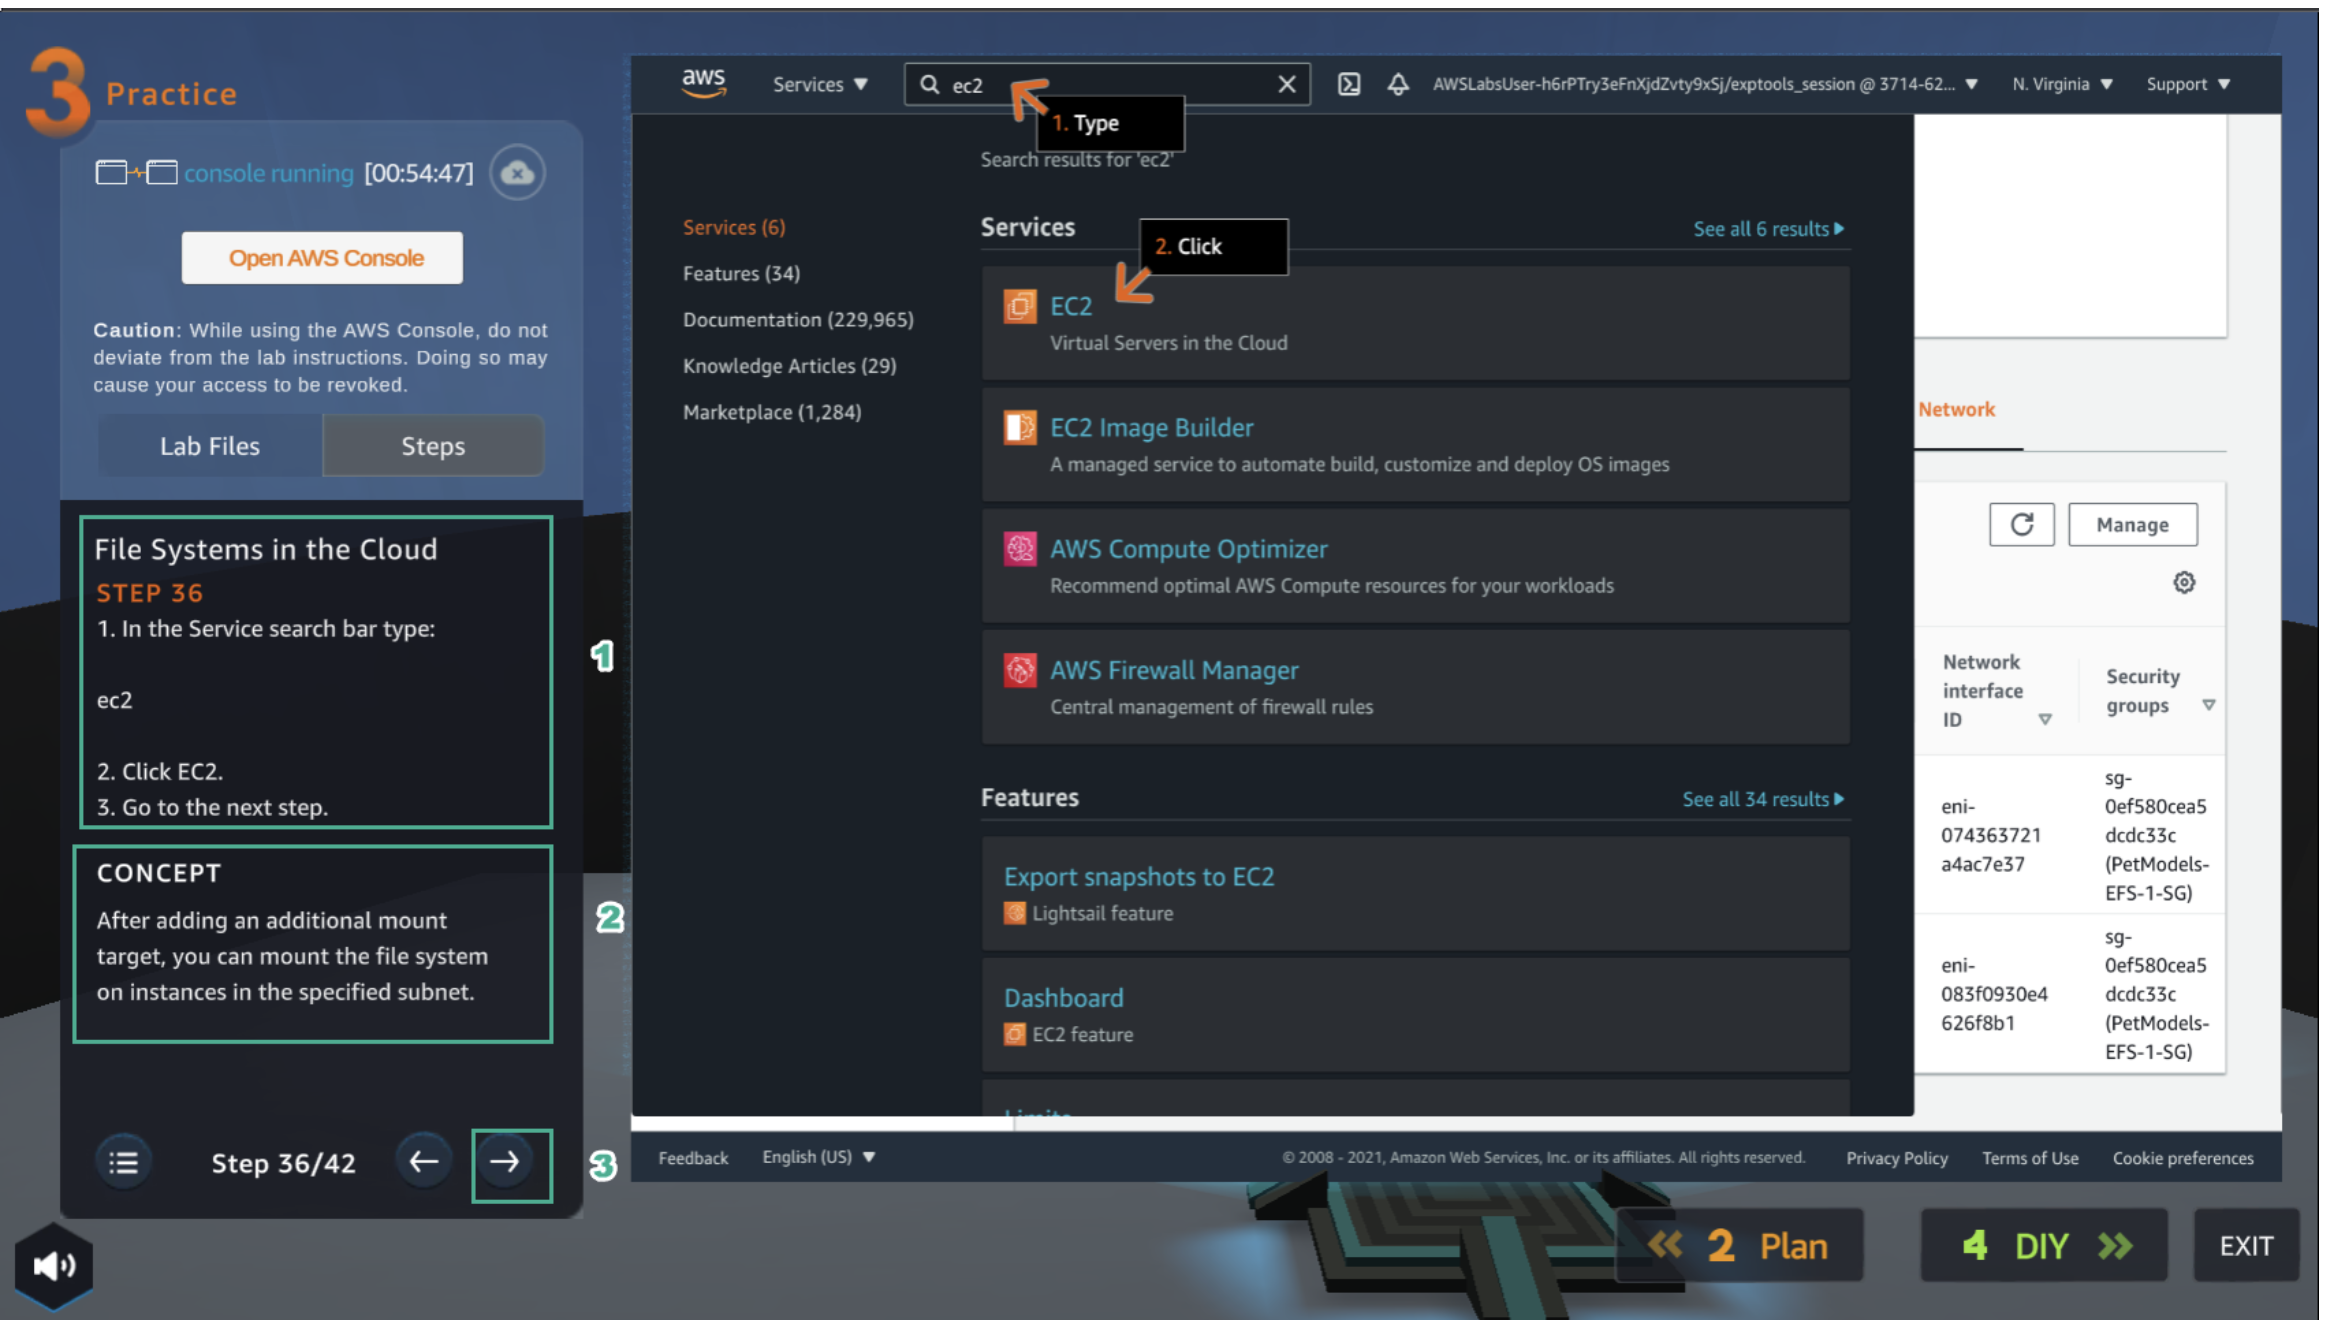 3 Practice
console running [00:54:47]
Open AWS Console
Caution: While using the AWS Console, do not
deviate from the lab instructions. Doing so may
cause your access to be revoked.
Lab Files
Steps
File Systems in the Cloud
STEP 36
1. In the Service search bar type:
ec2
2. Click EC2.
3. Go to the next step.
1
CONCEPT
After adding an additional mount
target, you can mount the file system
on instances in the specified subnet.
2
Step 36/42
3
aws
Services
ec2
AWSLabsUser-h6rPTry3eFnXjdZvty9xSj/exptools_session @ 3714-62...
N. Virginia
Support
1. Type
Search results for 'ec2'
Services (6)
Features (34)
Documentation (229,965)
Knowledge Articles (29)
Marketplace (1,284)
Services
See all 6 results
2. Click
EC2
Virtual Servers in the Cloud
EC2 Image Builder
A managed service to automate build, customize and deploy OS images
AWS Compute Optimizer
Recommend optimal AWS Compute resources for your workloads
AWS Firewall Manager
Central management of firewall rules
Features
See all 34 results
Export snapshots to EC2
Lightsail feature
Dashboard
EC2 feature
Limits
Network
Manage
Network
interface
ID
Security
groups
eni-
074363721
a4ac7e37
sg-
0ef580cea5
dcdc33c
(PetModels-
EFS-1-SG)
eni-
083f0930e4
626f8b1
sg-
0ef580cea5
dcdc33c
(PetModels-
EFS-1-SG)
Feedback
English (US)
© 2008 - 2021, Amazon Web Services, Inc. or its affiliates. All rights reserved.
Privacy Policy
Terms of Use
Cookie preferences
2 Plan
4 DIY
EXIT